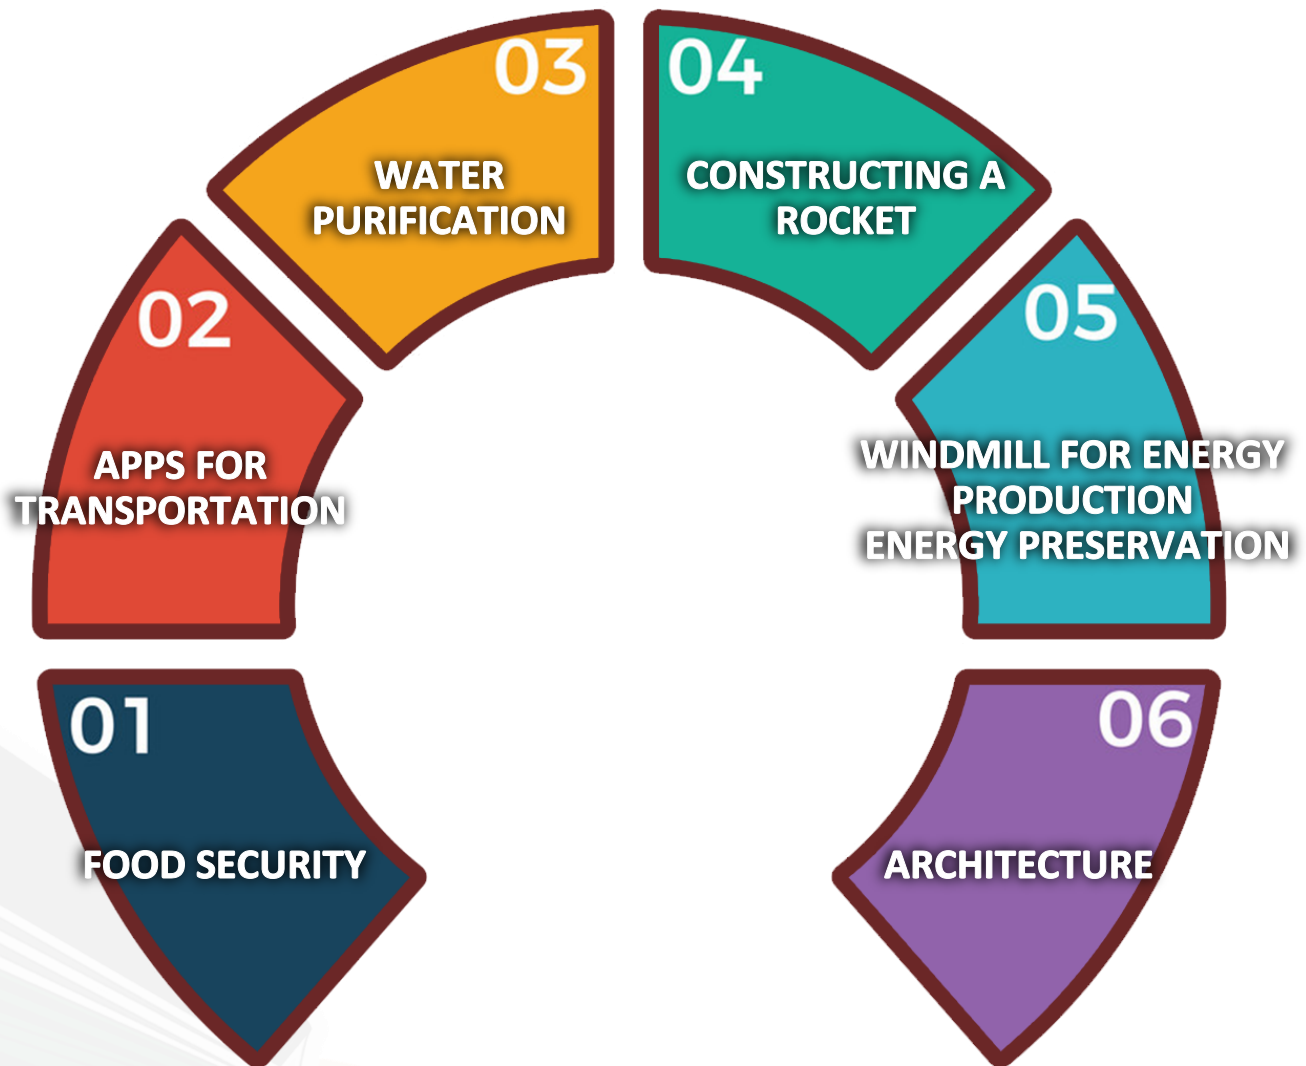 01
FOOD SECURITY
02
APPS FOR
TRANSPORTATION
03
WATER
PURIFICATION
04
CONSTRUCTING A
ROCKET
05
WINDMILL FOR ENERGY
PRODUCTION
ENERGY PRESERVATION
06
ARCHITECTURE